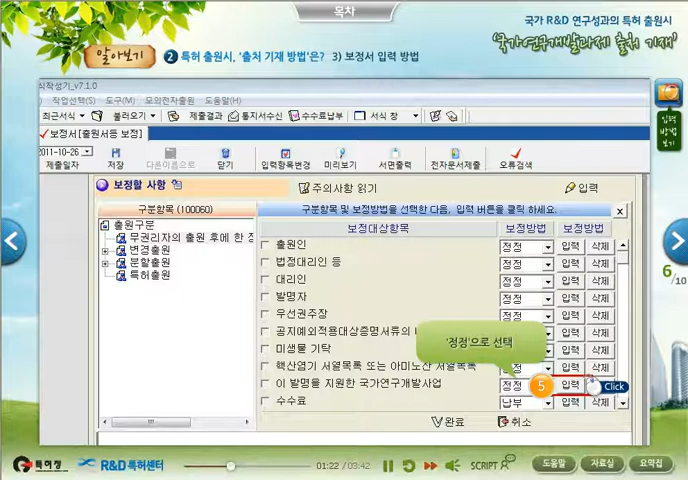 목차
국가 R&D 연구성과의 특허 출원시
'국가연구개발과제 출처 기재'
알아보기
2 특허 출원시, '출처 기재 방법'은? 3) 보정서 입력 방법
식작성기_v7.1.0
작업선택(S) 도구(M) 모의전자출원 도움말(H)
최근서식 불러오기 제출결과 통지서수신 수수료납부 서식 창
보정서[출원서등 보정]
2011-10-26
제출일자 저장 다른이름으로 닫기 입력항목변경 미리보기 서면출력 전자문서제출 오류검색
보정할 사항 주의사항 읽기 입력
구분항목 (100060)
구분항목 및 보정방법을 선택한 다음, 입력 버튼을 클릭 하세요.
출원구분
무권리자의 출원 후에 한 정
변경출원
분할출원
특허출원
보정대상항목 보정방법 보정방법
출원인 정정 입력 삭제
법정대리인 등 정정 입력 삭제
대리인 정정 입력 삭제
발명자 정정 입력 삭제
우선권주장 정정 입력 삭제
공지예외적용대상증명서류의 입력 삭제
미생물 기탁 입력 삭제
핵산염기 서열목록 또는 아미노산 서열목록 정정 입력 삭제
이 발명을 지원한 국가연구개발사업 정정 입력
수수료 납부 입력 삭제
'정정'으로 선택
5
Click
완료 취소
입력
방법
보기
6/10
특허청 R&D특허센터
01:22 / 03:42
SCRIPT
도움말 자료실 요약집